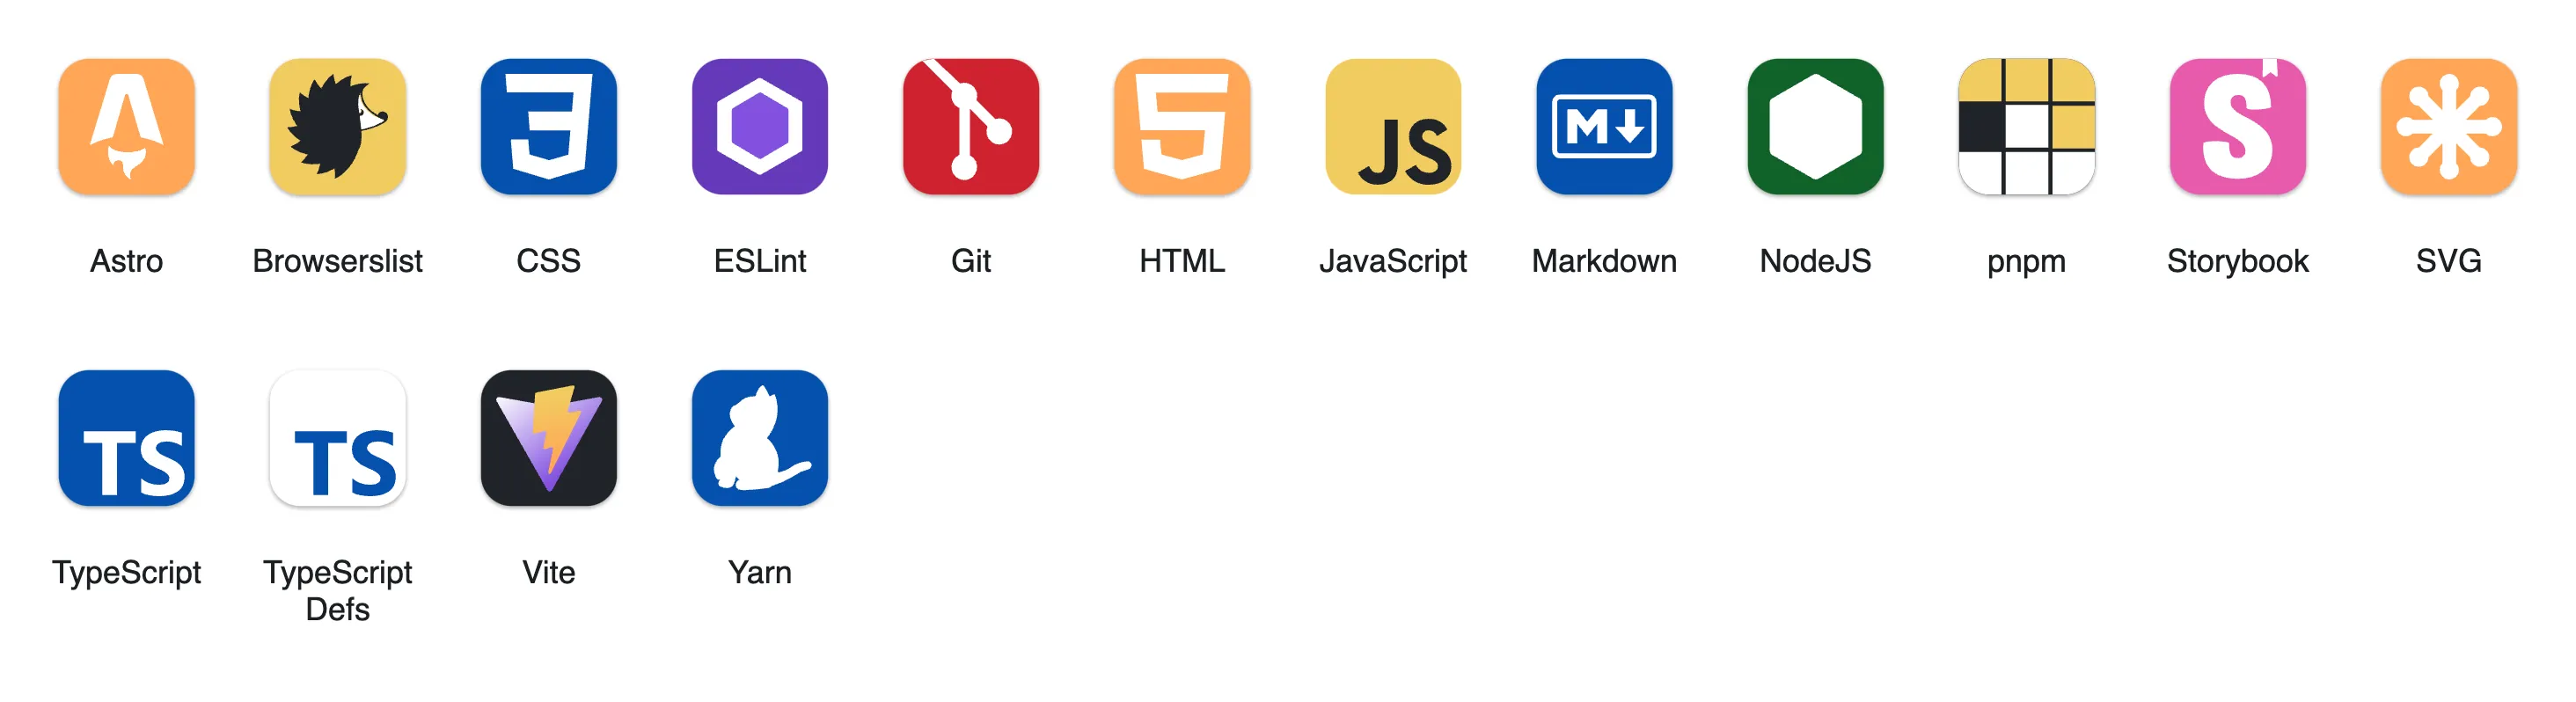 JS
M
S
Astro
Browserslist
CSS
ESLint
Git
HTML
JavaScript
Markdown
NodeJS
pnpm
Storybook
SVG
TS
TS
TypeScript
TypeScript
Defs
Vite
Yarn